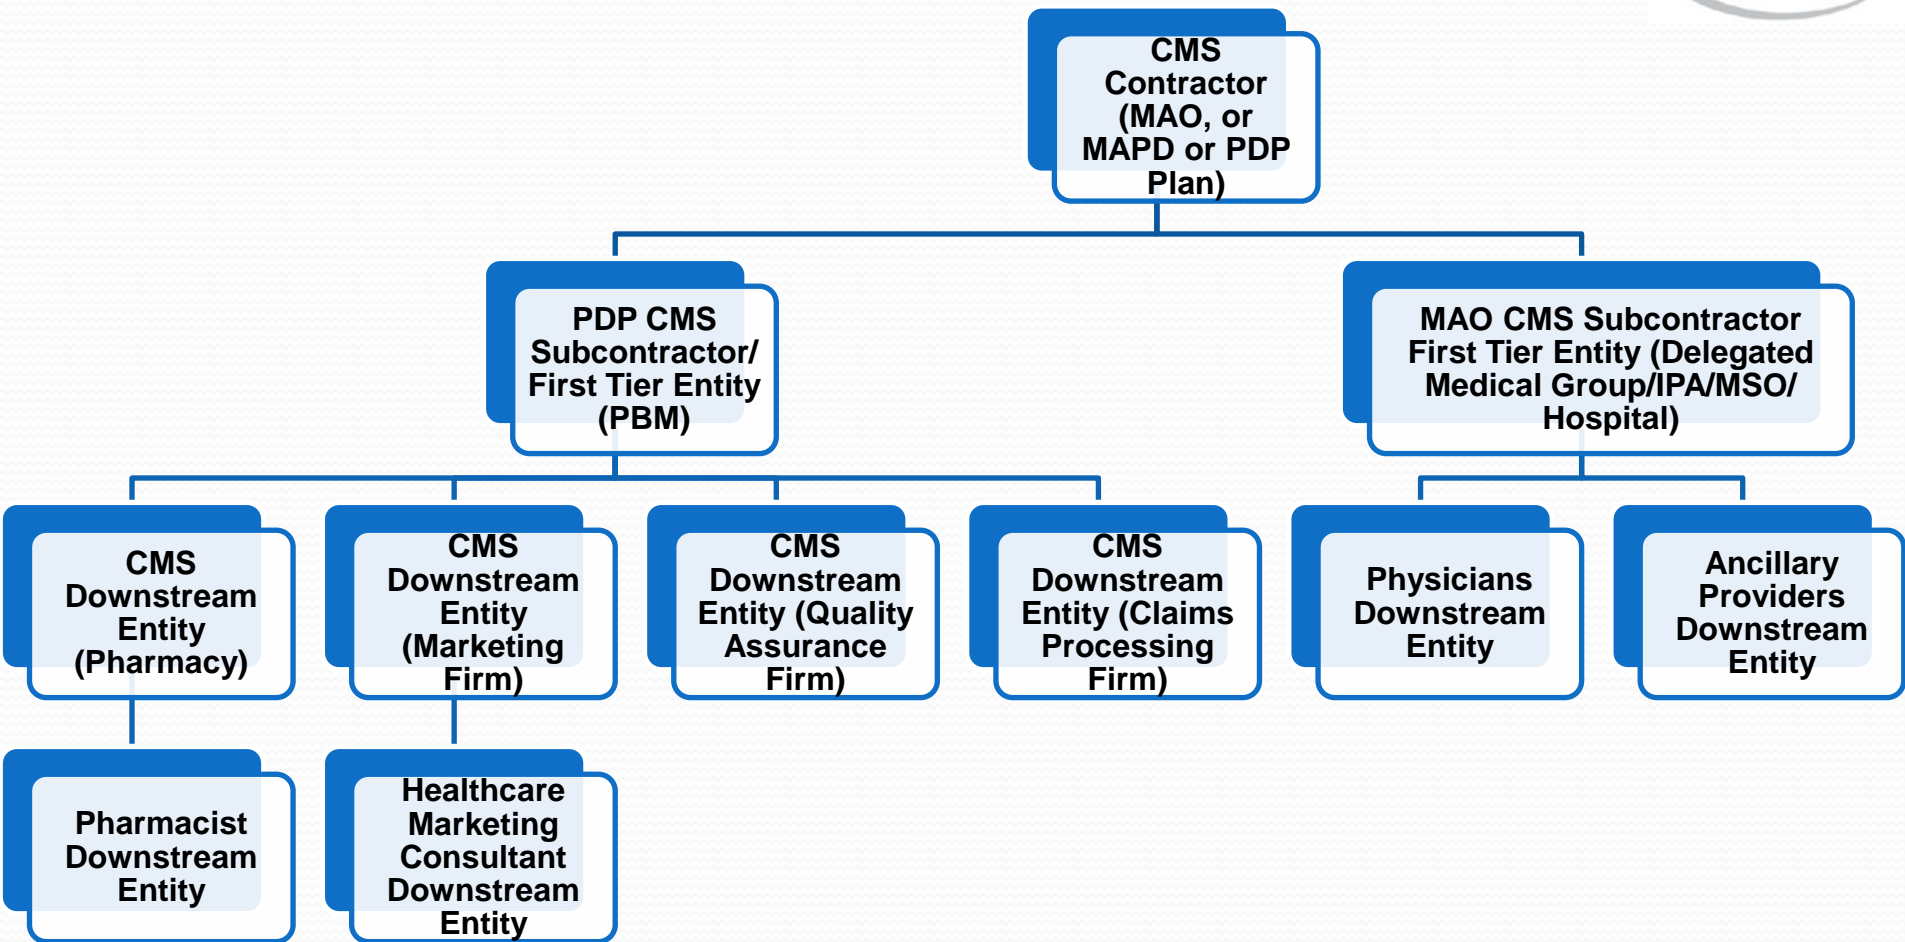 CMS
Contractor
(MAO, or
MAPD or PDP
Plan)
PDP CMS
Subcontractor/
First Tier Entity
(PBM)
MAO CMS Subcontractor
First Tier Entity (Delegated
Medical Group/IPA/MSO/
Hospital)
CMS
Downstream
Entity
(Pharmacy)
CMS
Downstream
Entity
(Marketing
Firm)
CMS
Downstream
Entity (Quality
Assurance
Firm)
CMS
Downstream
Entity (Claims
Processing
Firm)
Physicians
Downstream
Entity
Ancillary
Providers
Downstream
Entity
Pharmacist
Downstream
Entity
Healthcare
Marketing
Consultant
Downstream
Entity